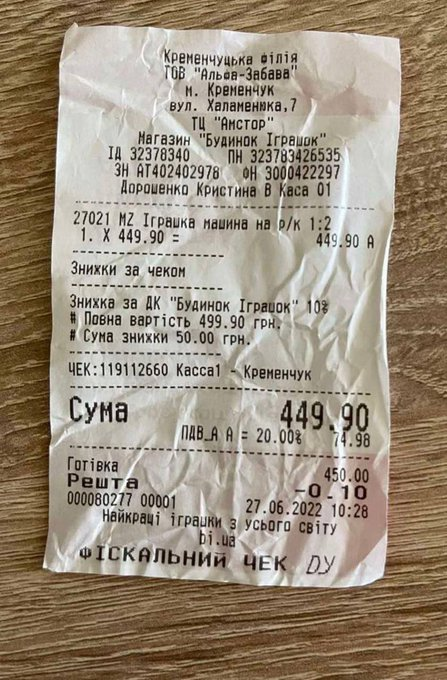 Кременчуцька філія
ТОВ "Альфа-Забава"
м. Кременчук
вул. Халаменюка,7
ТЦ "Амстор"
Магазин "Будинок Іграшок"
ІД 32378340 ПН 323783426535
ЗН АТ402402978 ФН 3000422297
Дорошенко Кристина В Каса 01
27021 MZ Іграшка машина на р/к 1:2
1. X 449.90 = 449.90 А
Знижки за чеком
Знижка за ДК "Будинок Іграшок" 10%
# Повна вартість 499.90 грн.
# Сума знижки 50.00 грн.
ЧЕК:119112660 Касса1 - Кременчук
Сума 449.90
ПДВ_А А = 20.00% 74.98
Готівка 450.00
Решта -0.10
000080277 00001 27.06.2022 10:28
Найкращі іграшки з усього світу
bi.ua
ФІСКАЛЬНИЙ ЧЕК DY